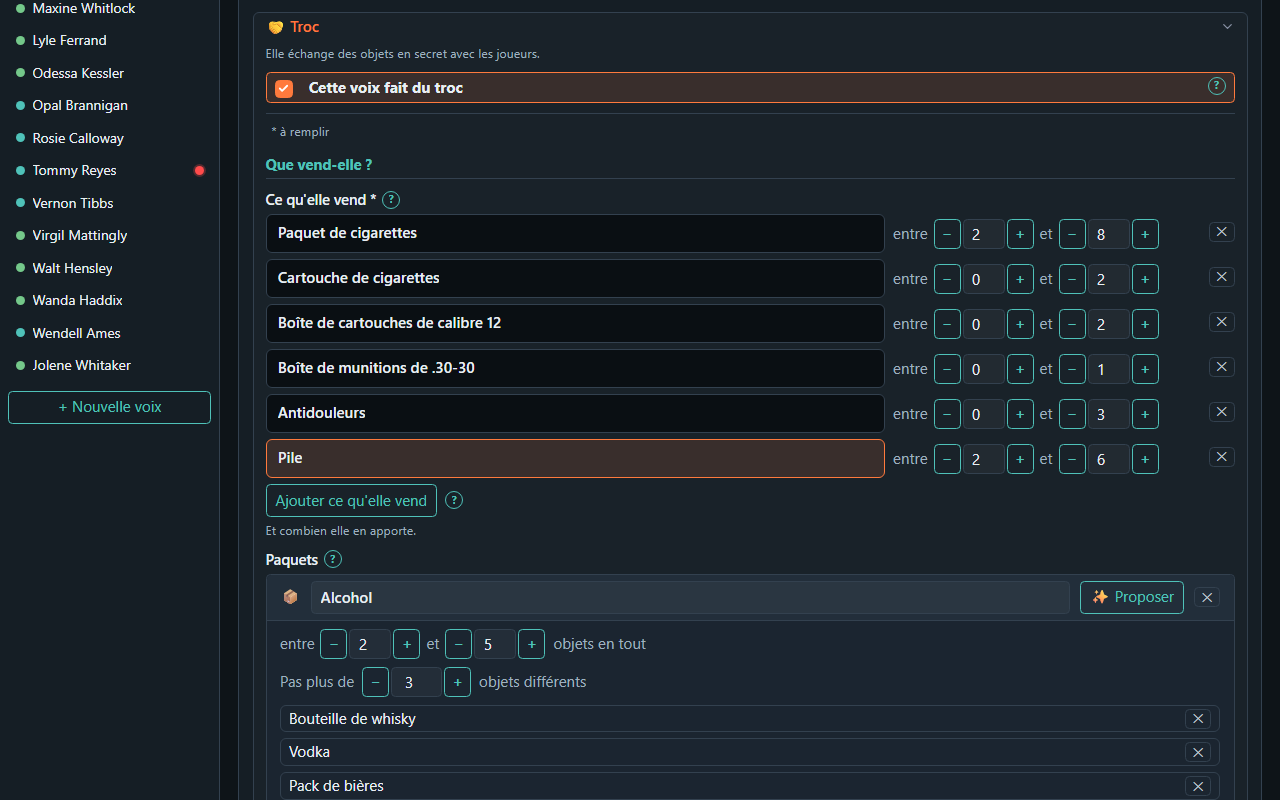 Maxine Whitlock
Lyle Ferrand
Odessa Kessler
Opal Brannigan
Rosie Calloway
Tommy Reyes
Vernon Tibbs
Virgil Mattingly
Walt Hensley
Wanda Haddix
Wendell Ames
Jolene Whitaker
+ Nouvelle voix
Troc
Elle échange des objets en secret avec les joueurs.
Cette voix fait du troc ?
* à remplir
Que vend-elle ?
Ce qu'elle vend * ?
Paquet de cigarettes entre − 2 + et − 8 + ✕
Cartouche de cigarettes entre − 0 + et − 2 + ✕
Boîte de cartouches de calibre 12 entre − 0 + et − 2 + ✕
Boîte de munitions de .30-30 entre − 0 + et − 1 + ✕
Antidouleurs entre − 0 + et − 3 + ✕
Pile entre − 2 + et − 6 + ✕
Ajouter ce qu'elle vend ?
Et combien elle en apporte.
Paquets ?
Alcohol Proposer ✕
entre − 2 + et − 5 + objets en tout
Pas plus de − 3 + objets différents
Bouteille de whisky ✕
Vodka ✕
Pack de bières ✕